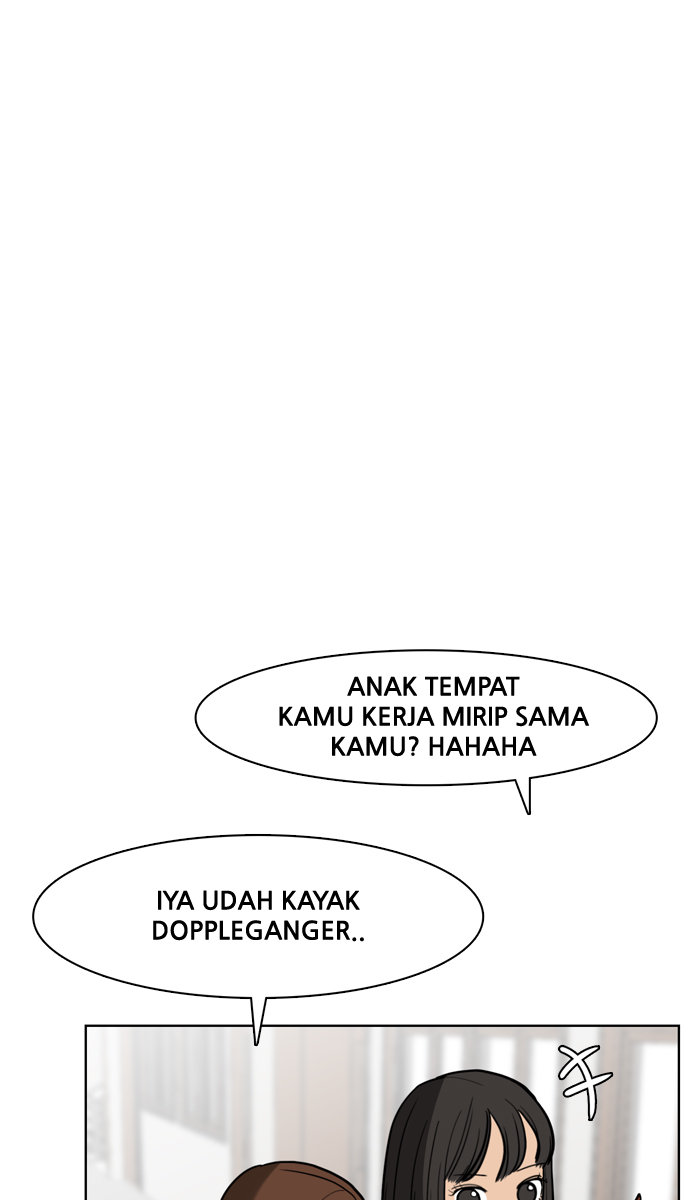 ANAK TEMPAT
KAMU KERJA MIRIP SAMA
KAMU? HAHAHA
IYA UDAH KAYAK
DOPPLEGANGER..